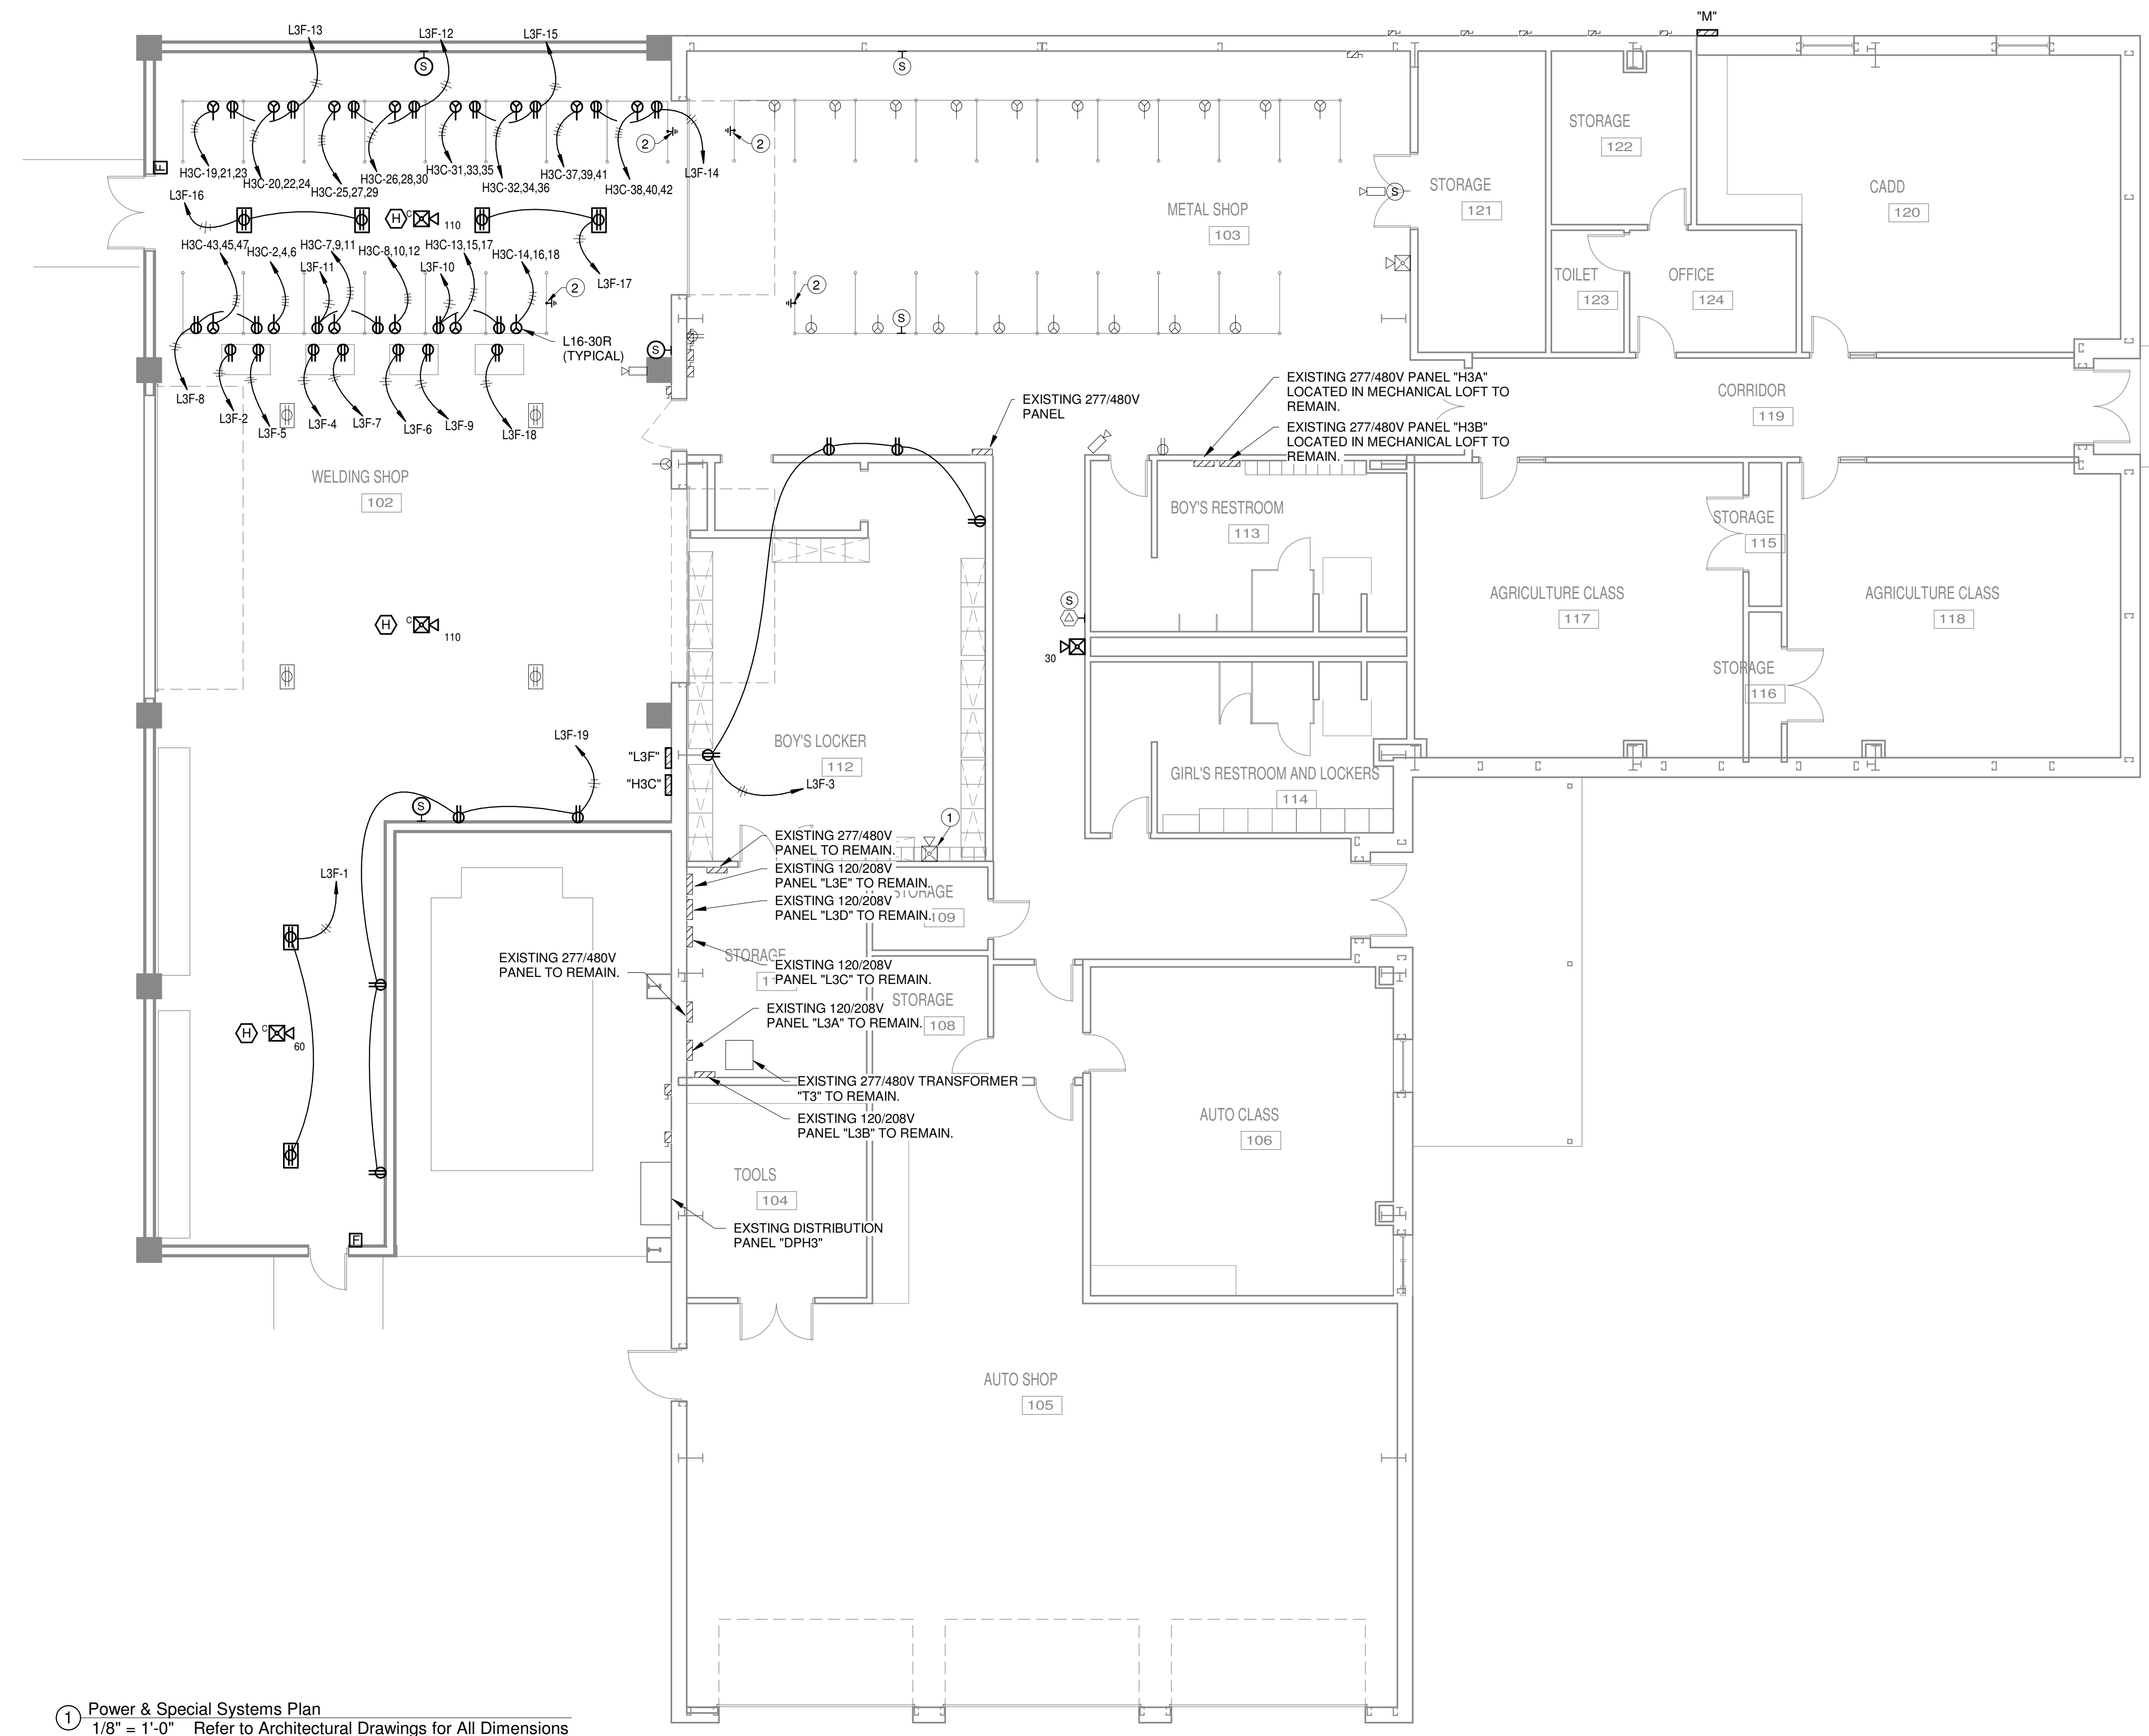 "M"
L3F-13
L3F-12
L3F-15
S
S
2
2
F
H3C-19,21,23
H3C-20,22,24
H3C-25,27,29
H3C-26,28,30
H3C-31,33,35
H3C-32,34,36
H3C-37,39,41
H3C-38,40,42
L3F-14
L3F-16
H
C
110
METAL SHOP
103
S
STORAGE
121
STORAGE
122
CADD
120
H3C-43,45,47
H3C-2,4,6
H3C-7,9,11
L3F-11
H3C-8,10,12
H3C-13,15,17
L3F-10
H3C-14,16,18
L3F-17
2
2
S
TOILET
123
OFFICE
124
L16-30R
(TYPICAL)
S
L3F-8
L3F-2
L3F-5
L3F-4
L3F-7
L3F-6
L3F-9
L3F-18
EXISTING 277/480V
PANEL
EXISTING 277/480V PANEL "H3A"
LOCATED IN MECHANICAL LOFT TO
REMAIN.
EXISTING 277/480V PANEL "H3B"
LOCATED IN MECHANICAL LOFT TO
REMAIN.
CORRIDOR
119
WELDING SHOP
102
BOY'S RESTROOM
113
STORAGE
115
AGRICULTURE CLASS
117
AGRICULTURE CLASS
118
S
H
C
110
30
STORAGE
116
L3F-19
"L3F"
"H3C"
BOY'S LOCKER
112
L3F-3
GIRL'S RESTROOM AND LOCKERS
114
S
1
EXISTING 277/480V
PANEL TO REMAIN.
EXISTING 120/208V
PANEL "L3E" TO REMAIN.
STORAGE
109
EXISTING 120/208V
PANEL "L3D" TO REMAIN.
L3F-1
EXISTING 277/480V
PANEL TO REMAIN.
STORAGE
EXISTING 120/208V
PANEL "L3C" TO REMAIN.
STORAGE
108
EXISTING 120/208V
PANEL "L3A" TO REMAIN.
H
C
60
EXISTING 277/480V TRANSFORMER
"T3" TO REMAIN.
EXISTING 120/208V
PANEL "L3B" TO REMAIN.
AUTO CLASS
106
TOOLS
104
EXSTING DISTRIBUTION
PANEL "DPH3"
F
AUTO SHOP
105
1
Power & Special Systems Plan
1/8" = 1'-0" Refer to Architectural Drawings for All Dimensions